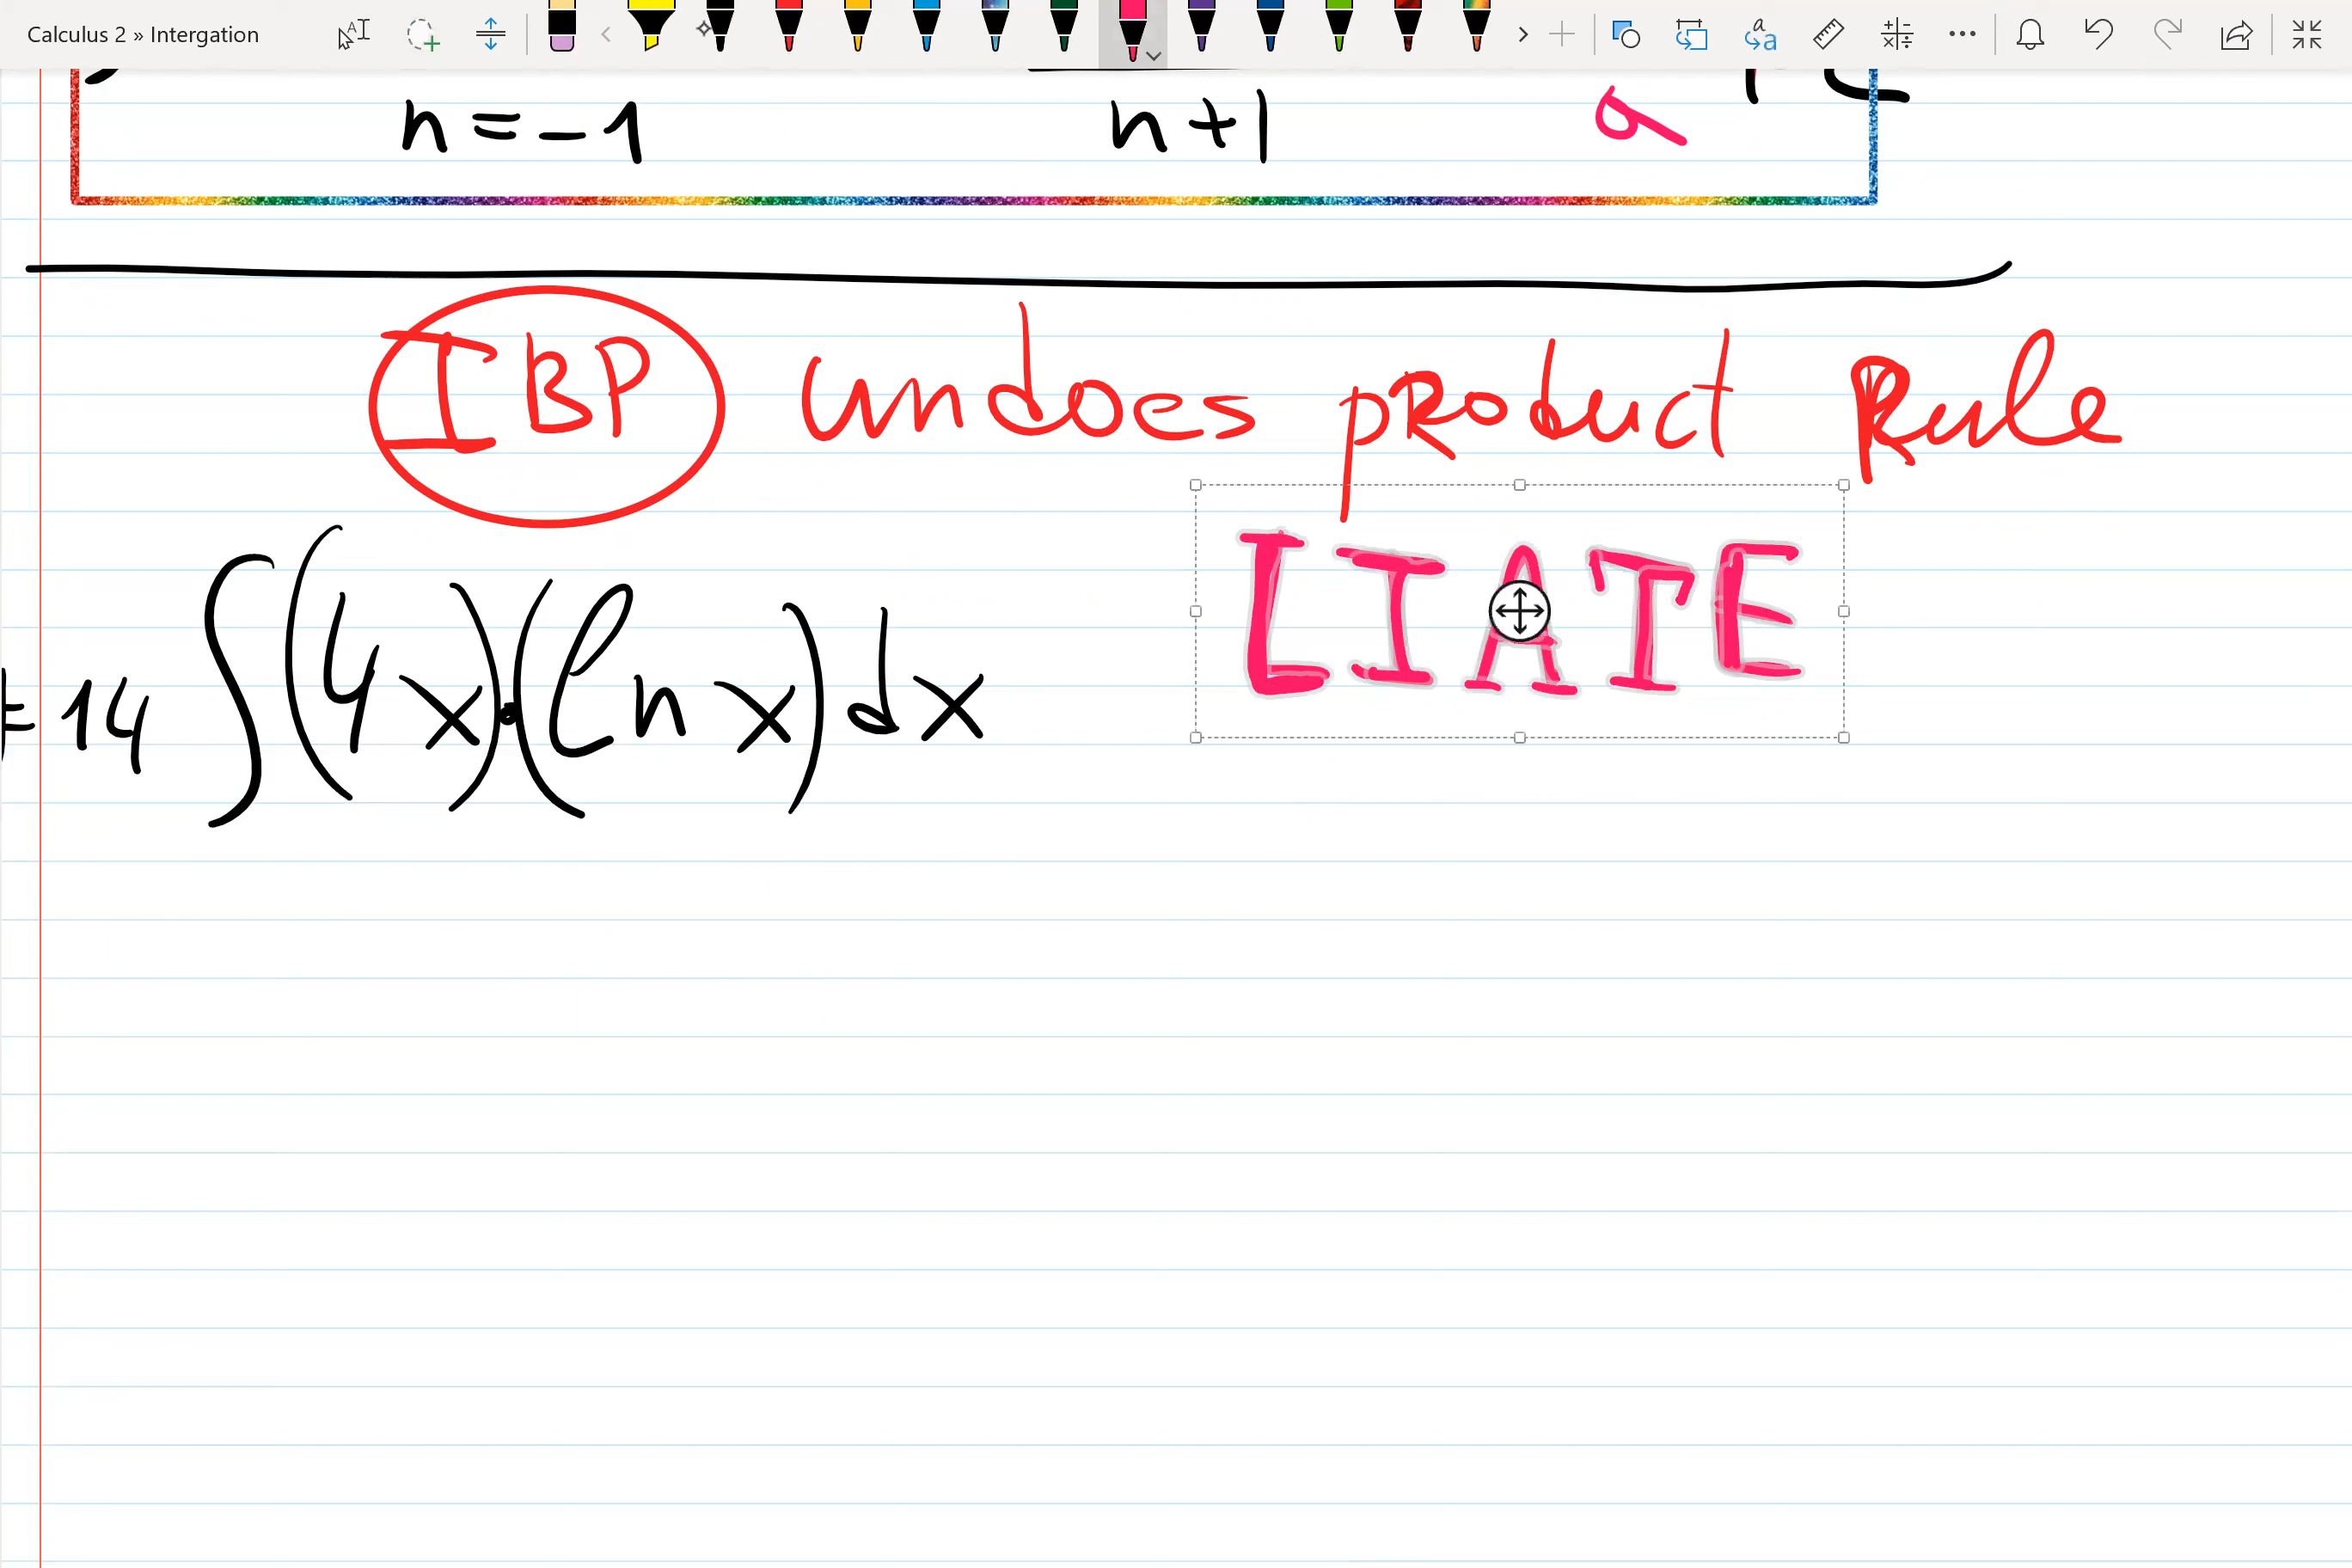 Calculus 2 » Intergation
n = -1 n+1
IBP undoes product Rule
LIATE
#14 ∫(4x)·(ln x)dx